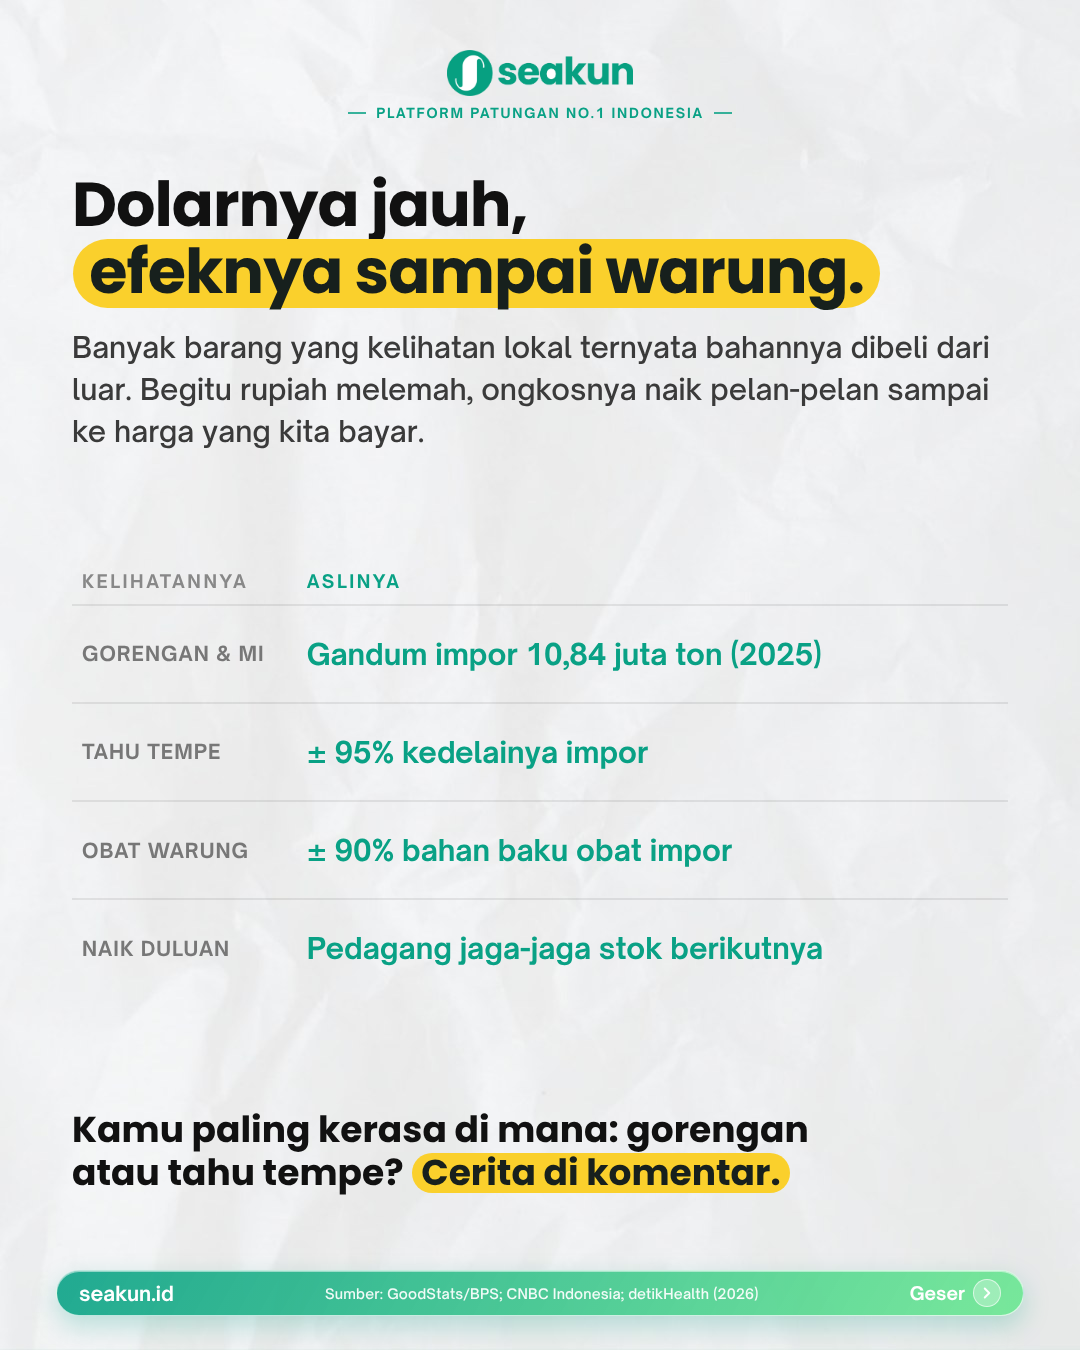 seakun
PLATFORM PATUNGAN NO.1 INDONESIA
Dolarnya jauh,
efeknya sampai warung.
Banyak barang yang kelihatan lokal ternyata bahannya dibeli dari
luar. Begitu rupiah melemah, ongkosnya naik pelan-pelan sampai
ke harga yang kita bayar.
KELIHATANNYA ASLINYA
GORENGAN & MI Gandum impor 10,84 juta ton (2025)
TAHU TEMPE ± 95% kedelainya impor
OBAT WARUNG ± 90% bahan baku obat impor
NAIK DULUAN Pedagang jaga-jaga stok berikutnya
Kamu paling kerasa di mana: gorengan
atau tahu tempe? Cerita di komentar.
seakun.id Sumber: GoodStats/BPS; CNBC Indonesia; detikHealth (2026) Geser